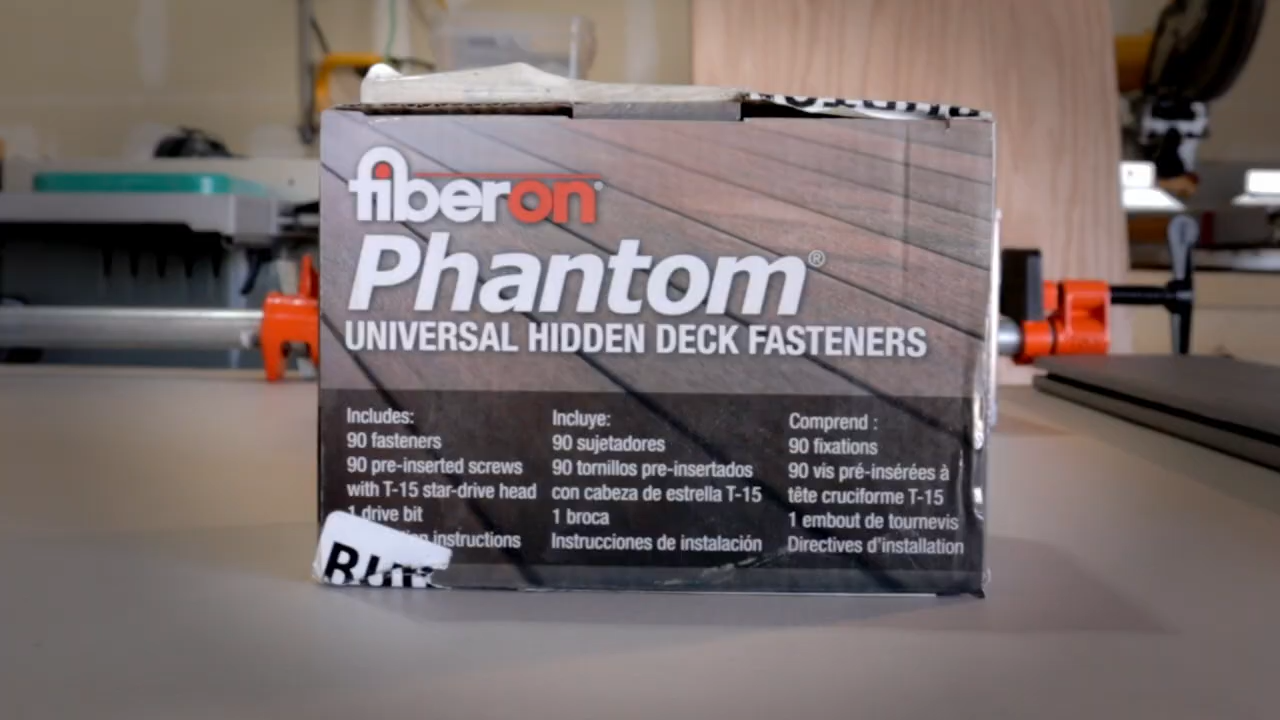 fiberon®
Phantom®
UNIVERSAL HIDDEN DECK FASTENERS
Includes:
90 fasteners
90 pre-inserted screws
with T-15 star-drive head
1 drive bit
instructions
Incluye:
90 sujetadores
90 tornillos pre-insertados
con cabeza de estrella T-15
1 broca
Instrucciones de instalación
Comprend :
90 fixations
90 vis pré-insérées à
tête cruciforme T-15
1 embout de tournevis
Directives d'installation